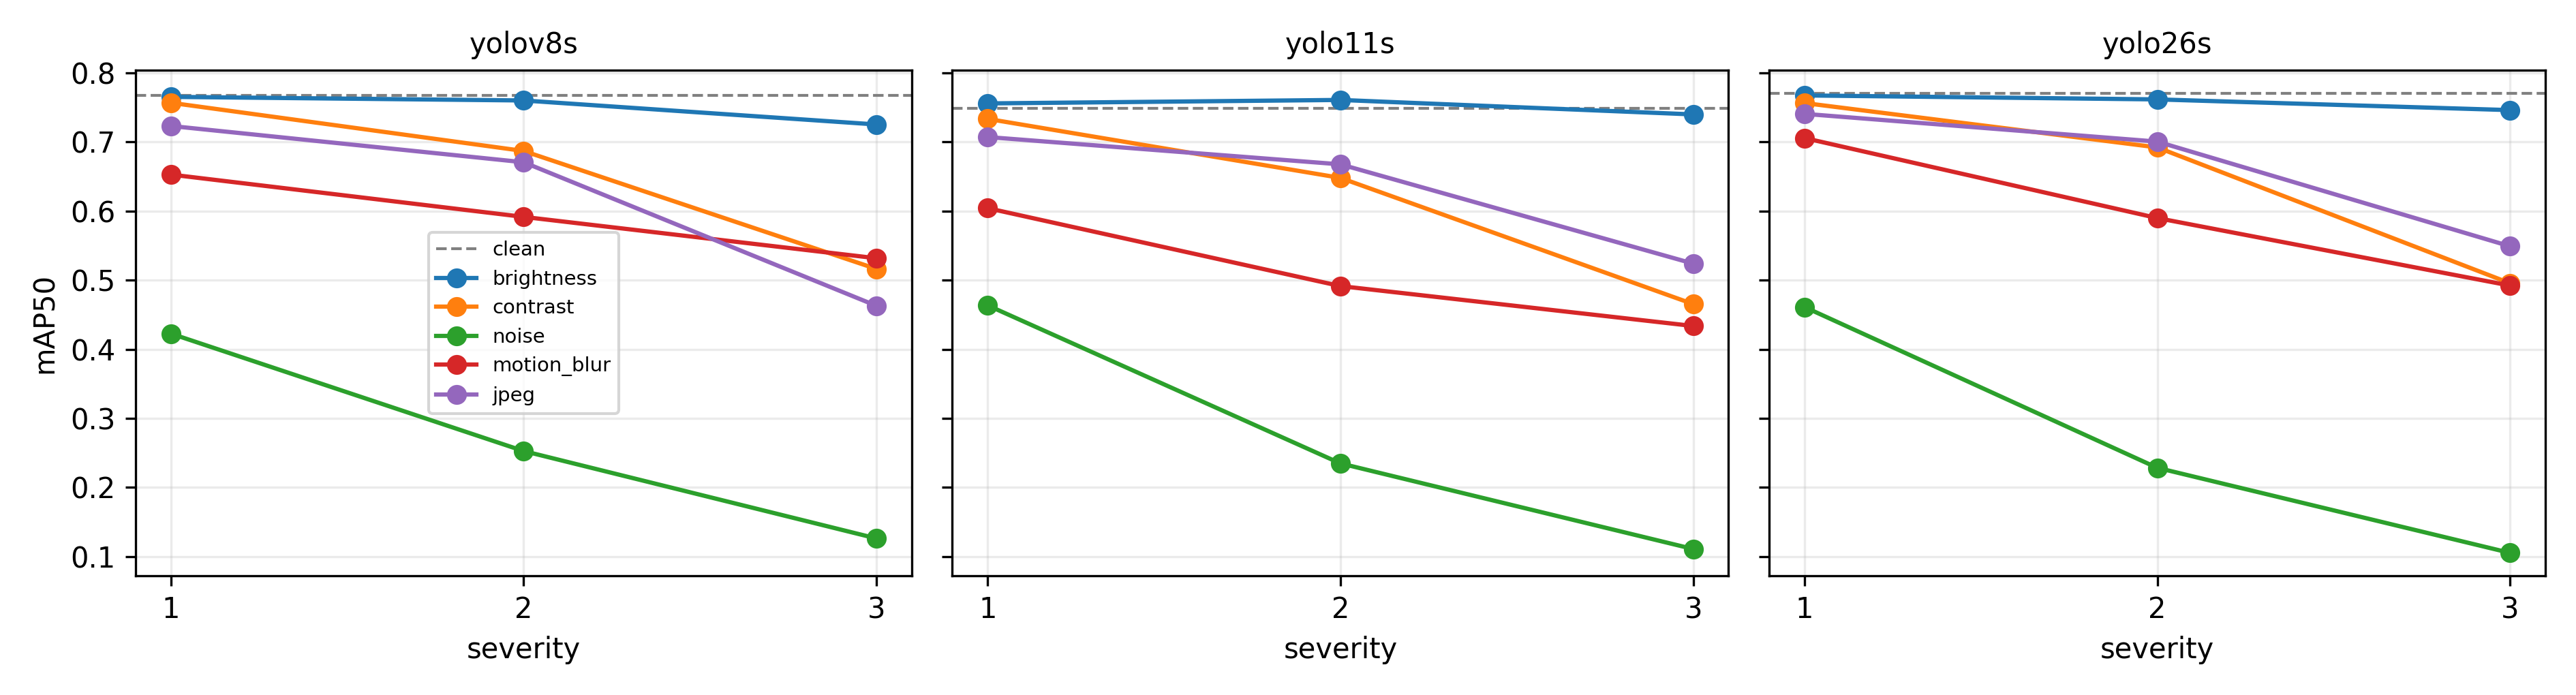 yolov8s
yolo11s
yolo26s
mAP50
0.8
0.7
0.6
0.5
0.4
0.3
0.2
0.1
clean
brightness
contrast
noise
motion_blur
jpeg
1 2 3
1 2 3
1 2 3
severity
severity
severity